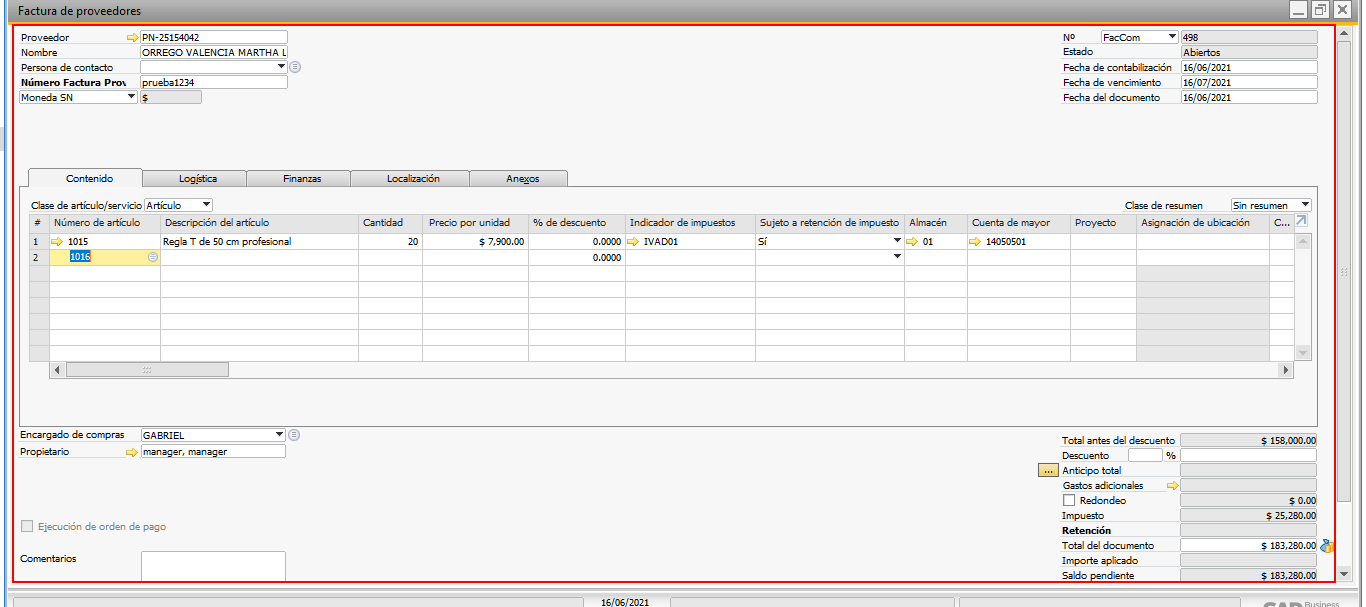 Factura de proveedores
Proveedor PN-25154042 Nº FacCom 498
Nombre ORREGO VALENCIA MARTHA L Estado Abiertos
Persona de contacto Fecha de contabilización 16/06/2021
Número Factura Prov prueba1234 Fecha de vencimiento 16/07/2021
Moneda SN $ Fecha del documento 16/06/2021
Contenido Logística Finanzas Localización Anexos
Clase de artículo/servicio Artículo Clase de resumen Sin resumen
# Número de artículo Descripción del artículo Cantidad Precio por unidad % de descuento Indicador de impuestos Sujeto a retención de impuesto Almacén Cuenta de mayor Proyecto Asignación de ubicación C...
1 1015 Regla T de 50 cm profesional 20 $ 7,900.00 0.0000 IVAD01 Sí 01 14050501
2 1016 0.0000
Encargado de compras GABRIEL
Propietario manager, manager
Total antes del descuento $ 158,000.00
Descuento %
... Anticipo total
Gastos adicionales
Redondeo $ 0.00
Impuesto $ 25,280.00
Ejecución de orden de pago
Retención
Total del documento $ 183,280.00
Comentarios
Importe aplicado
Saldo pendiente $ 183,280.00
16/06/2021
Business